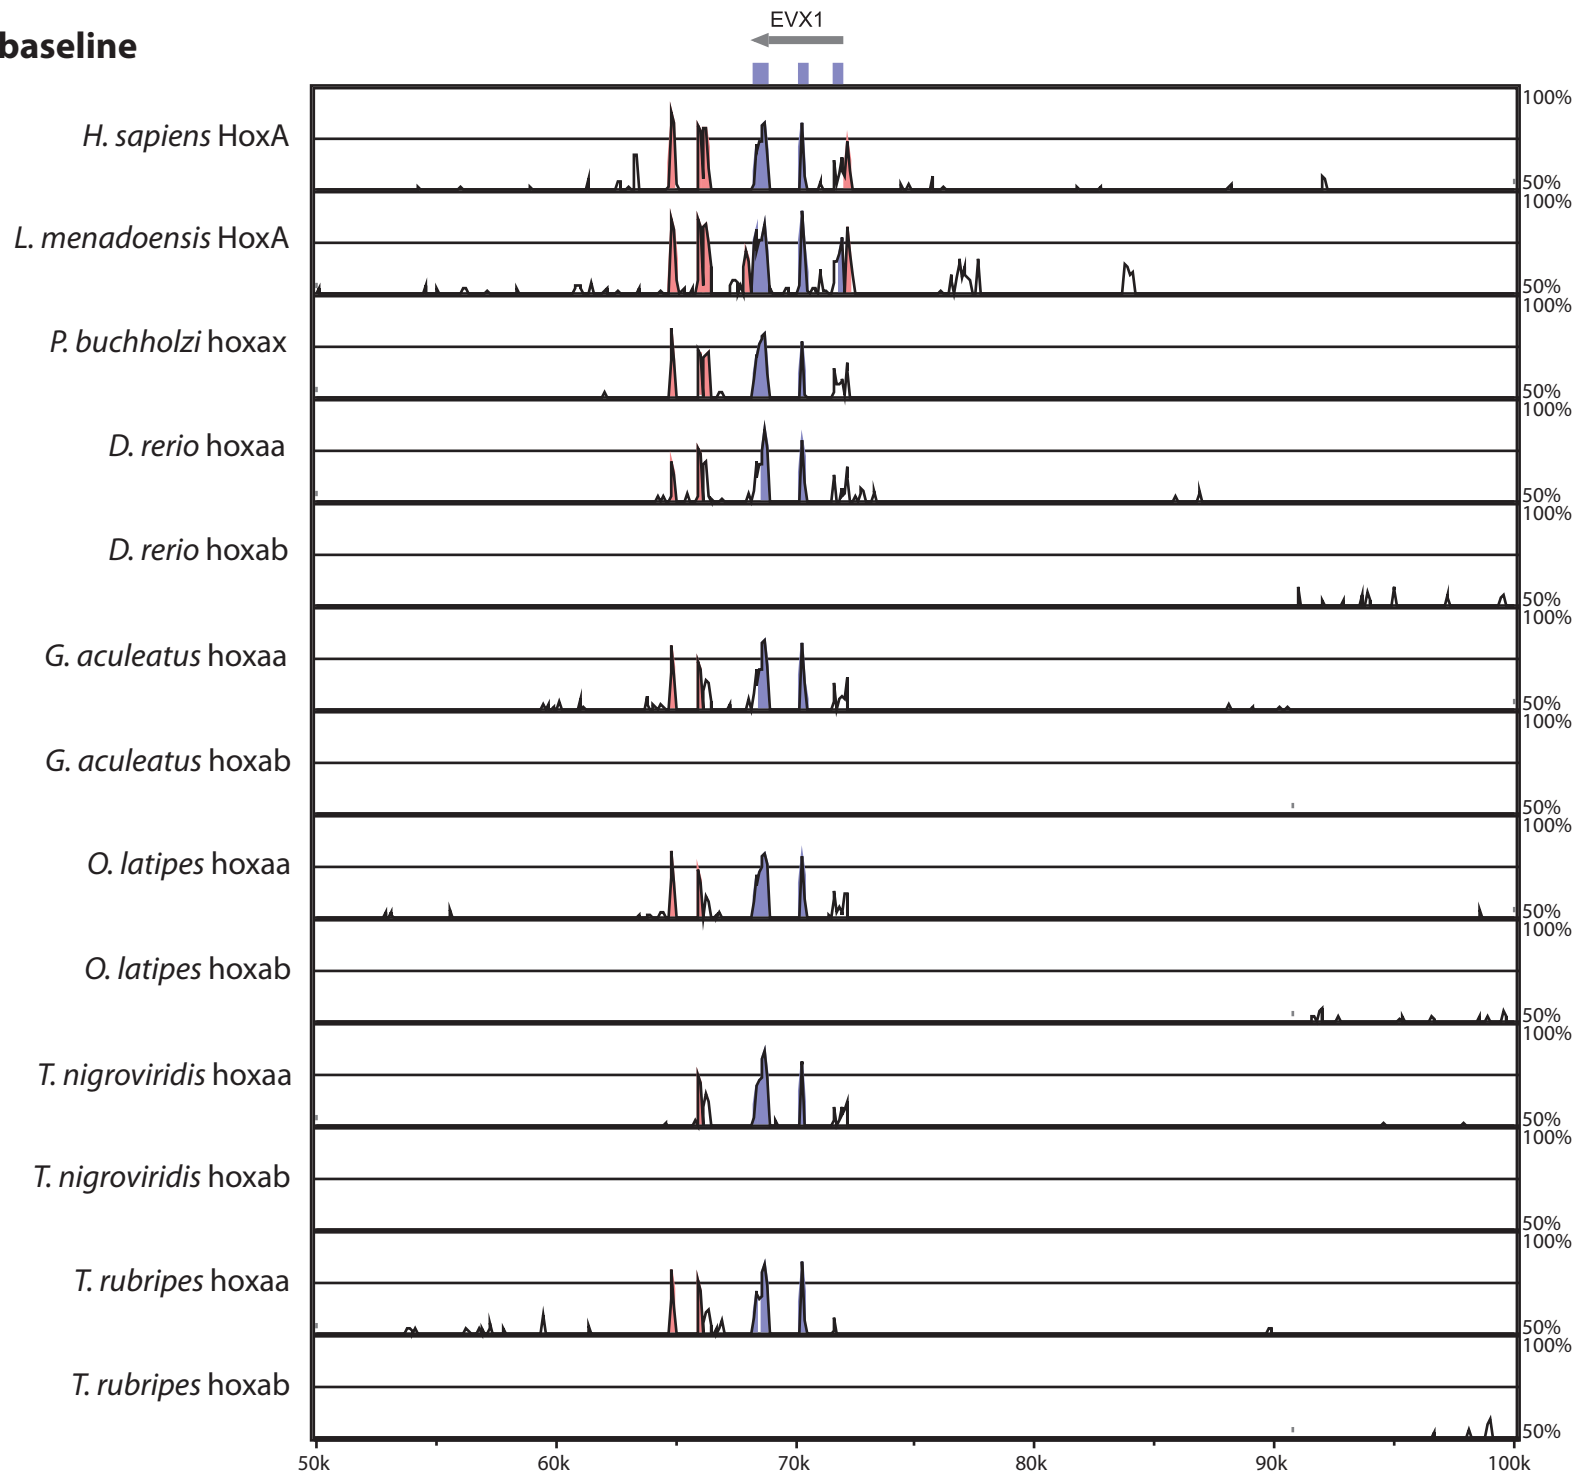 EVX1
baseline
100%
H. sapiens HoxA
50%
100%
L. menadoensis HoxA
50%
100%
P. buchholzi hoxax
50%
100%
D. rerio hoxaa
50%
100%
D. rerio hoxab
50%
100%
G. aculeatus hoxaa
50%
100%
G. aculeatus hoxab
50%
100%
O. latipes hoxaa
50%
100%
O. latipes hoxab
50%
100%
T. nigroviridis hoxaa
50%
100%
T. nigroviridis hoxab
50%
100%
T. rubripes hoxaa
50%
100%
T. rubripes hoxab
50%
50k 60k 70k 80k 90k 100k